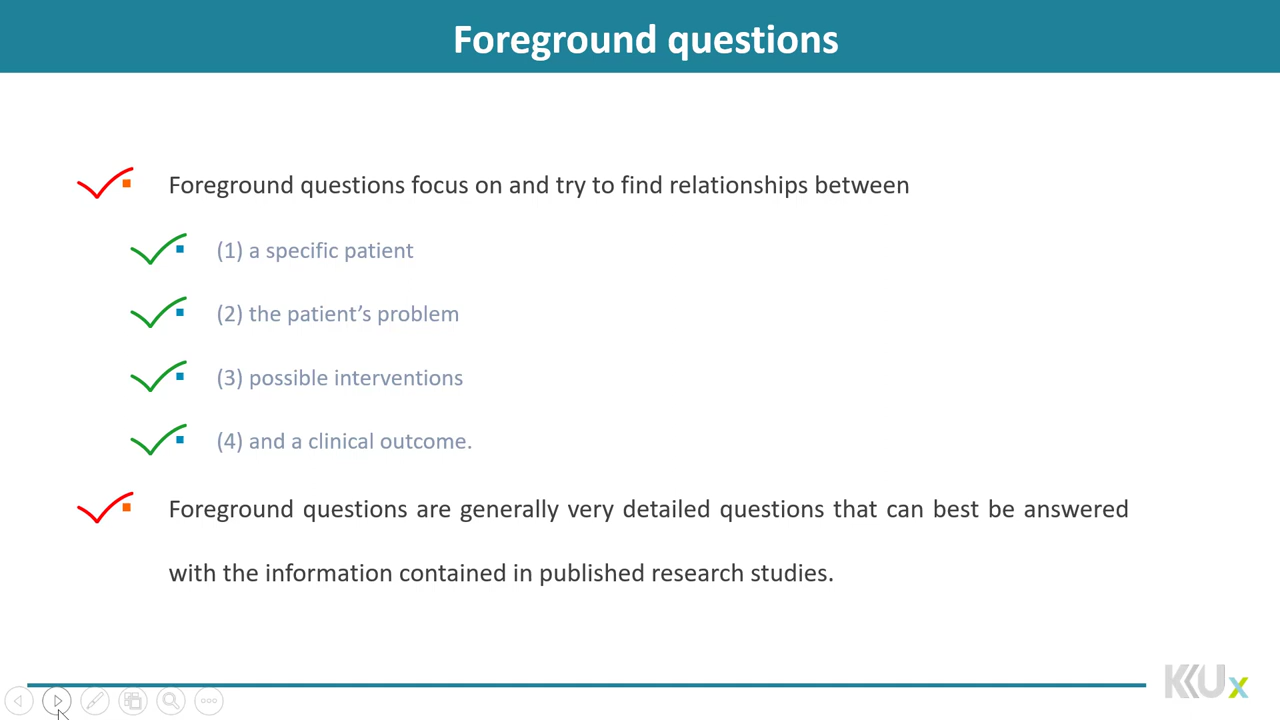 Foreground questions
Foreground questions focus on and try to find relationships between
(1) a specific patient
(2) the patient’s problem
(3) possible interventions
(4) and a clinical outcome.
Foreground questions are generally very detailed questions that can best be answered
with the information contained in published research studies.
KKUx